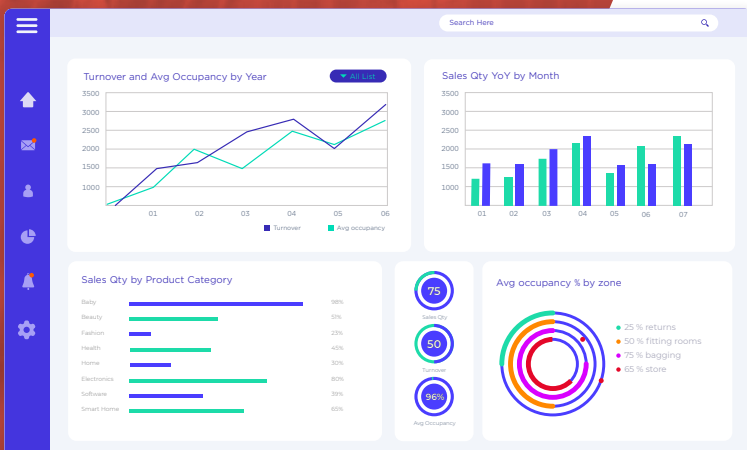 Search Here
Turnover and Avg Occupancy by Year
All List
3500
3000
2500
2000
1500
1000
01 02 03 04 05 06
Turnover Avg occupancy
Sales Qty YoY by Month
3500
3000
2500
2000
1500
1000
01 02 03 04 05 06 07
Sales Qty by Product Category
Baby 98%
Beauty 51%
Fashion 23%
Health 45%
Home 30%
Electronics 80%
Software 39%
Smart Home 65%
75
Sales Qty
50
Turnover
96%
Avg Occupancy
Avg occupancy % by zone
25 % returns
50 % fitting rooms
75 % bagging
65 % store